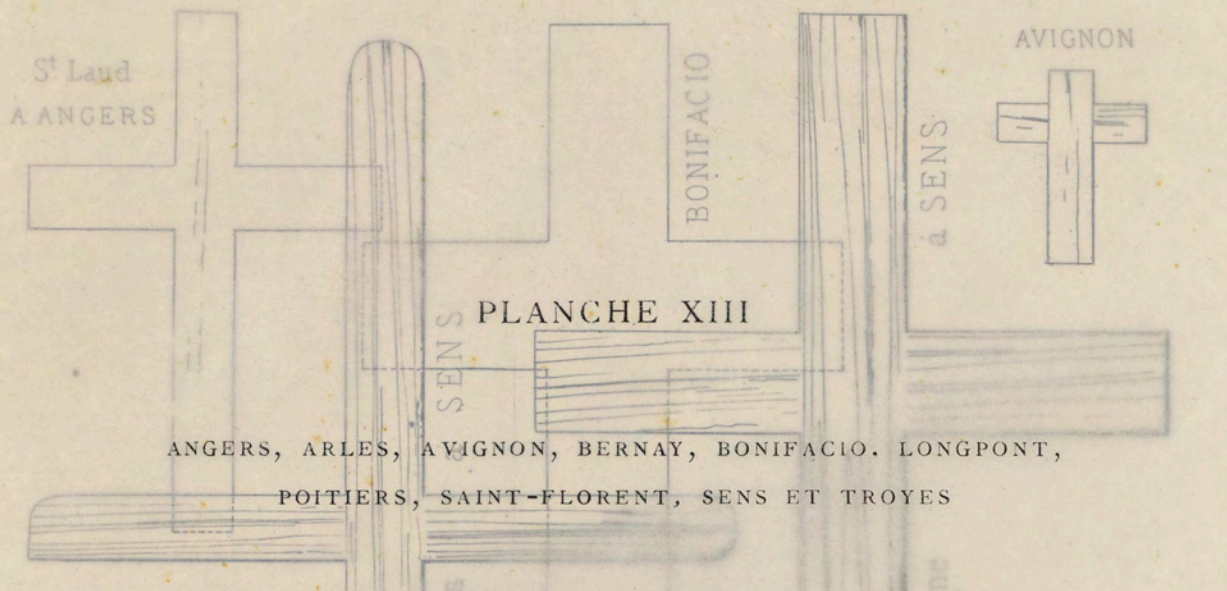 St Laud
A ANGERS
BONIFACIO
à SENS
AVIGNON
PLANCHE XIII
à SENS
ANGERS, ARLES, AVIGNON, BERNAY, BONIFACIO. LONGPONT,
POITIERS, SAINT-FLORENT, SENS ET TROYES